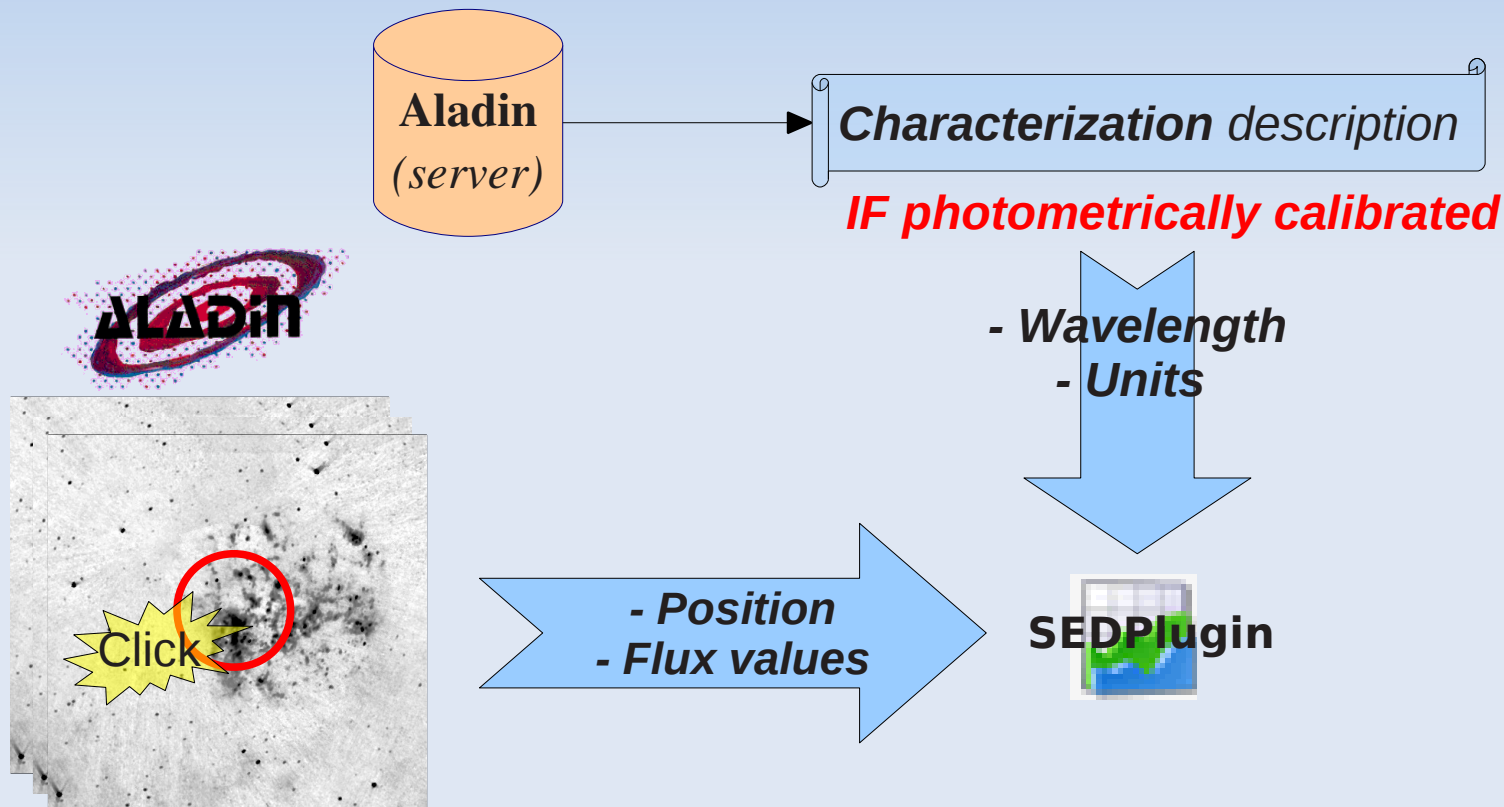 Aladin
(server)
Characterization description
IF photometrically calibrated
- Wavelength
- Units
ALADiN
Click
- Position
- Flux values
SEDPlugin